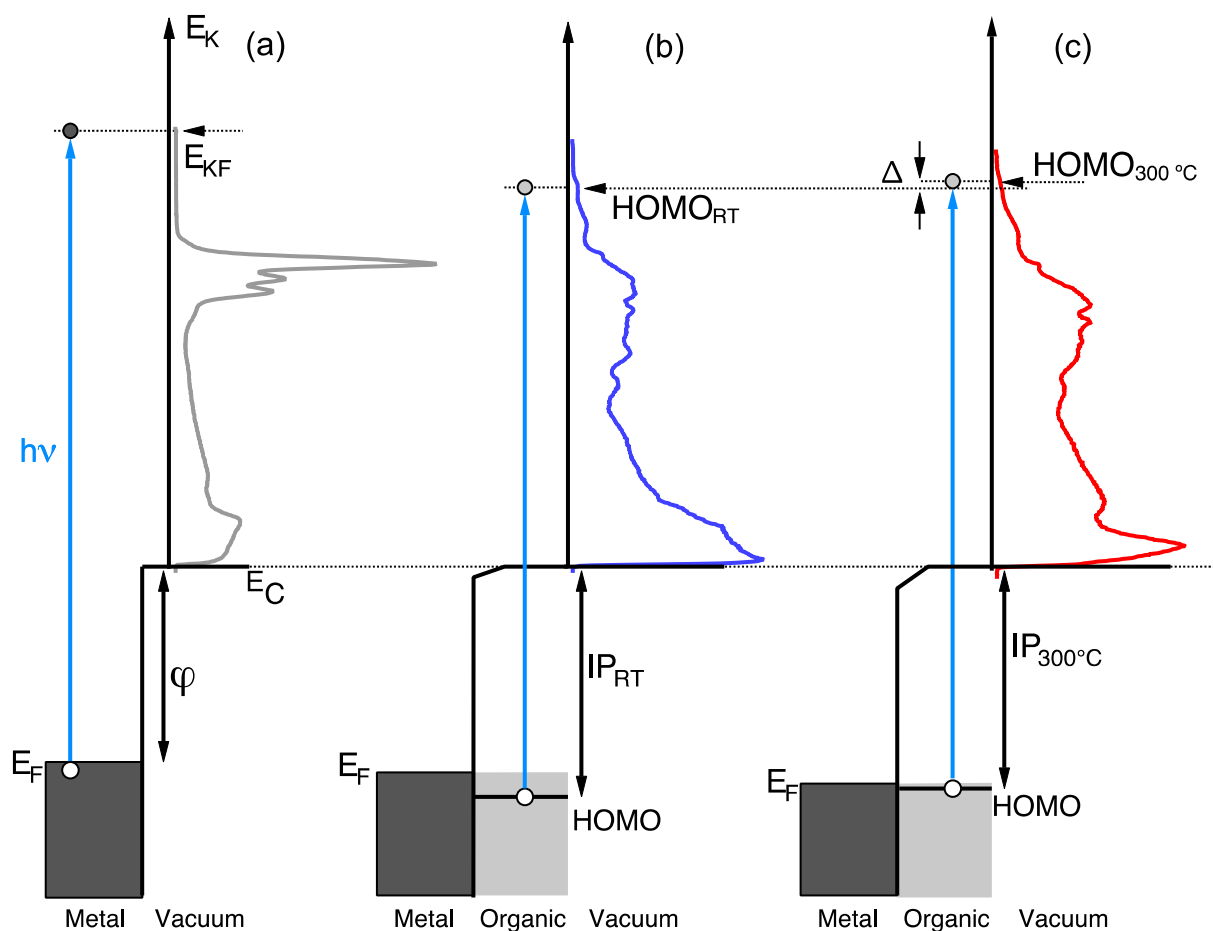 E_K
(a)
(b)
(c)
E_KF
HOMO_RT
Δ
HOMO_300 °C
hν
E_C
φ
IP_RT
IP_300°C
E_F
E_F
HOMO
E_F
HOMO
Metal Vacuum
Metal Organic Vacuum
Metal Organic Vacuum